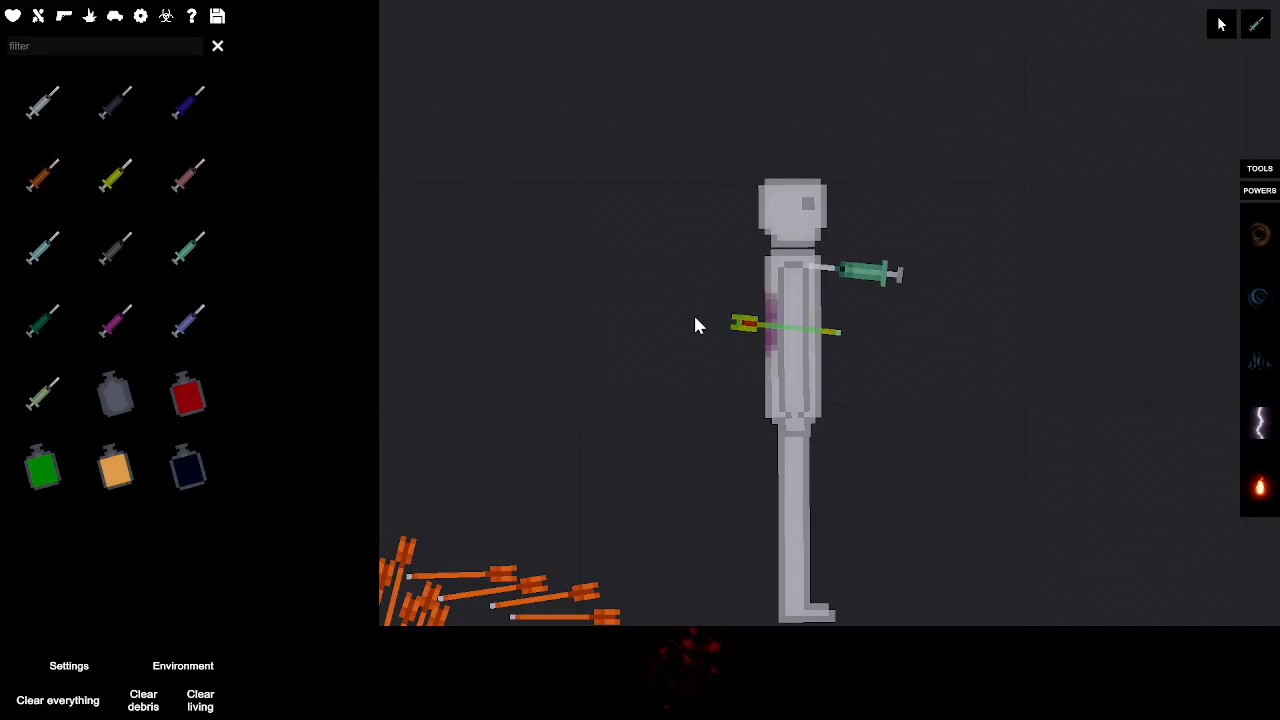 ?
filter
TOOLS
POWERS
Settings
Environment
Clear everything
Clear
debris
Clear
living